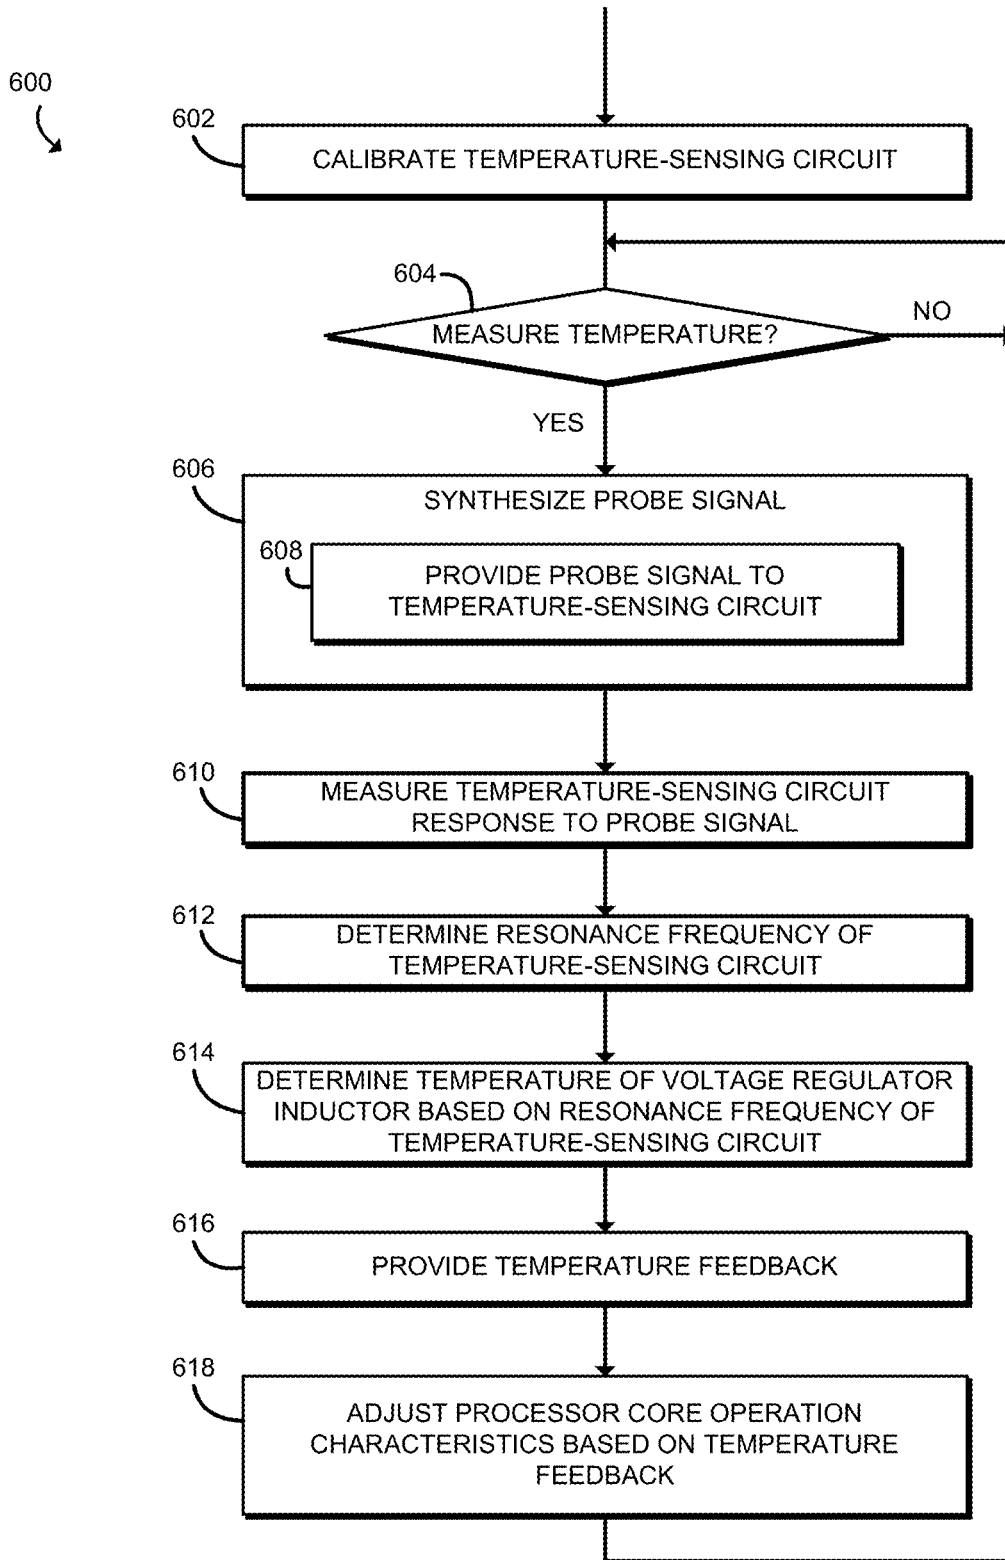 600
602
CALIBRATE TEMPERATURE-SENSING CIRCUIT
604
MEASURE TEMPERATURE?
NO
YES
606
SYNTHESIZE PROBE SIGNAL
608
PROVIDE PROBE SIGNAL TO
TEMPERATURE-SENSING CIRCUIT
610
MEASURE TEMPERATURE-SENSING CIRCUIT
RESPONSE TO PROBE SIGNAL
612
DETERMINE RESONANCE FREQUENCY OF
TEMPERATURE-SENSING CIRCUIT
614
DETERMINE TEMPERATURE OF VOLTAGE REGULATOR
INDUCTOR BASED ON RESONANCE FREQUENCY OF
TEMPERATURE-SENSING CIRCUIT
616
PROVIDE TEMPERATURE FEEDBACK
618
ADJUST PROCESSOR CORE OPERATION
CHARACTERISTICS BASED ON TEMPERATURE
FEEDBACK